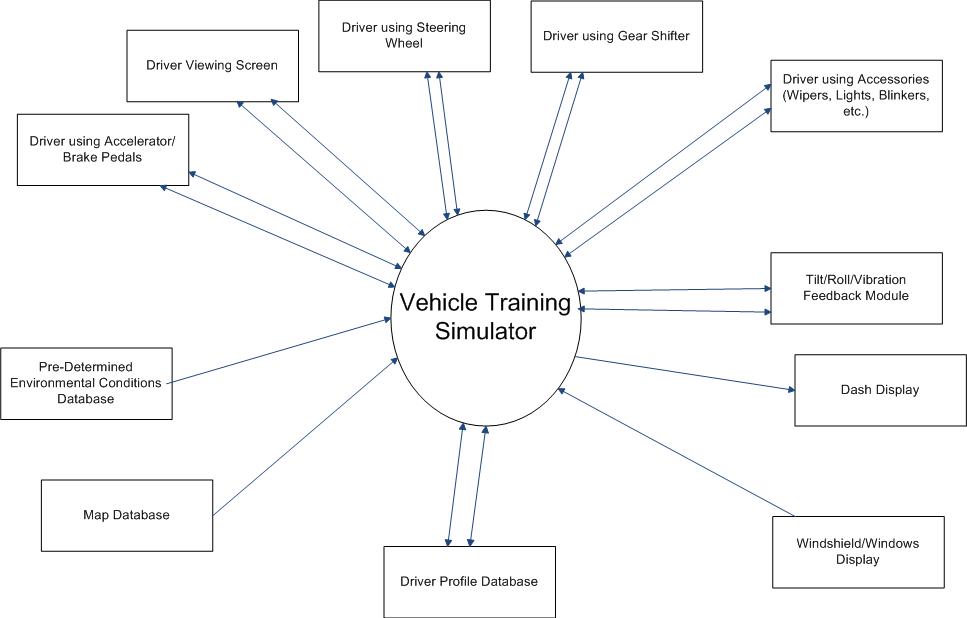 Driver using Steering
Wheel
Driver using Gear Shifter
Driver Viewing Screen
Driver using Accessories
(Wipers, Lights, Blinkers,
etc.)
Driver using Accelerator/
Brake Pedals
Tilt/Roll/Vibration
Feedback Module
Vehicle Training
Simulator
Pre-Determined
Environmental Conditions
Database
Dash Display
Map Database
Windshield/Windows
Display
Driver Profile Database